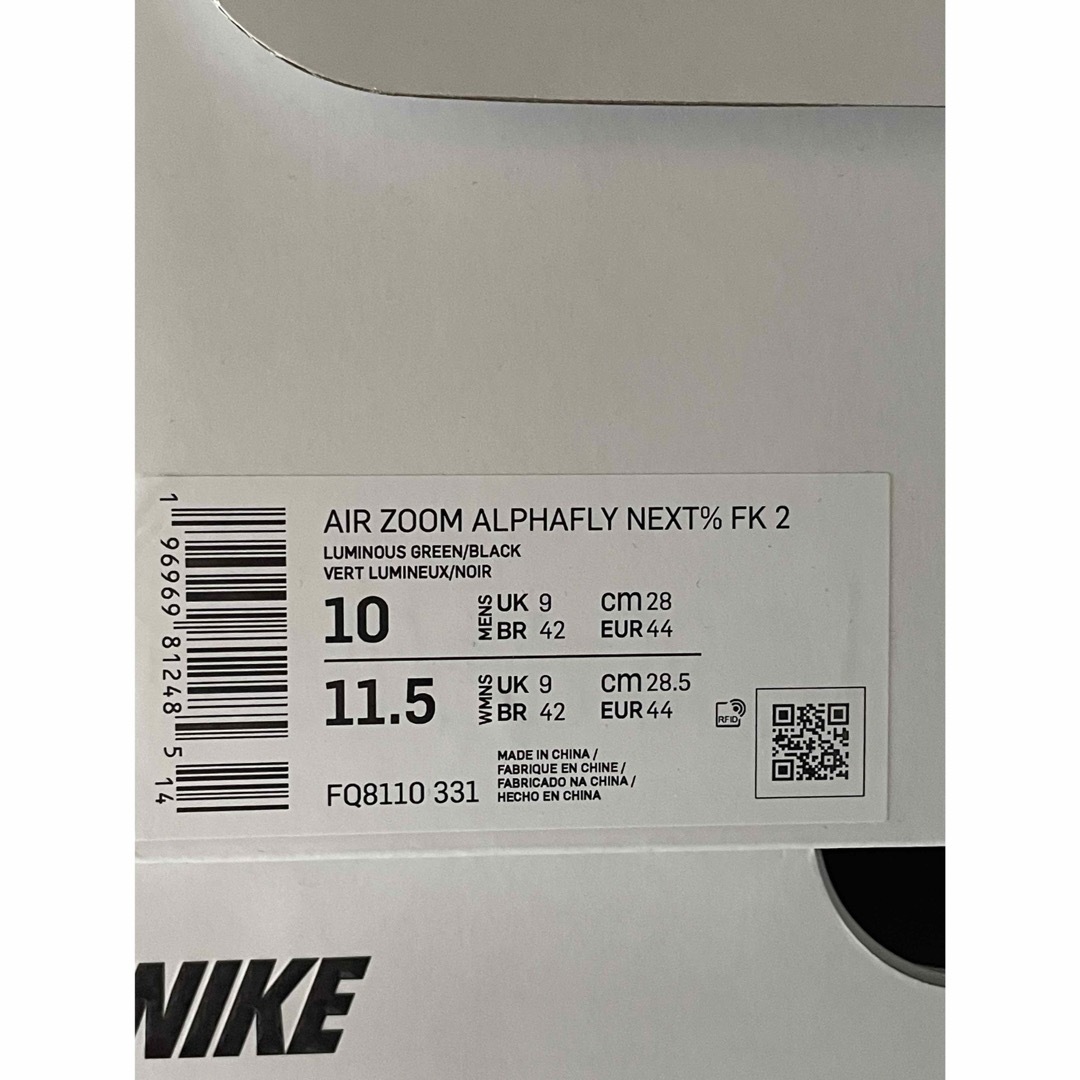 AIR ZOOM ALPHAFLY NEXT% FK 2
LUMINOUS GREEN/BLACK
VERT LUMINEUX/NOIR
10 MENS UK 9 cm 28
BR 42 EUR 44
11.5 WMNS UK 9 cm 28.5
BR 42 EUR 44
RFID
FQ8110 331
MADE IN CHINA /
FABRIQUE EN CHINE /
FABRICADO NA CHINA /
HECHO EN CHINA
1 96969 81248 5 14
NIKE